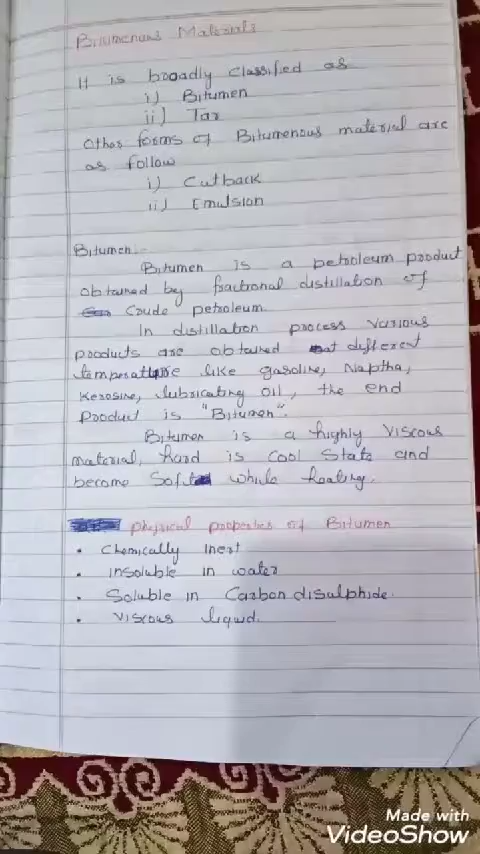 Bitumenous Materials
It is broadly classified as
i) Bitumen
ii) Tar
Other forms of Bitumenous material are
as follow
i) Cutback
ii) Emulsion
Bitumen:-
Bitumen is a petroleum product
obtained by fractional distillation of
Crude petroleum.
In distillation process various
products are obtained at different
temperature like gasoline, Naptha,
Kerosine, lubricating oil, the end
Product is "Bitumen".
Bitumen is a highly Viscous
material, hard is Cool State and
become Soft while heating.
physical properties of Bitumen
• Chemically Inert
• Insoluble in water
• Soluble in Carbon disulphide.
• Viscous liquid.
Made with
VideoShow